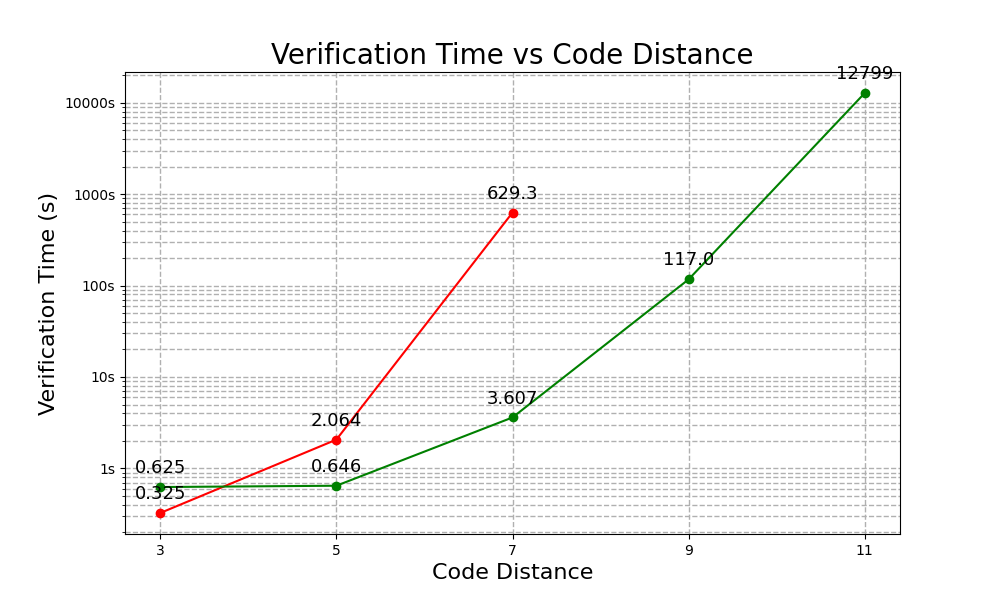 Verification Time vs Code Distance
12799
10000s
1000s
629.3
117.0
100s
10s
3.607
2.064
0.646
0.625
1s
0.325
Verification Time (s)
3 5 7 9 11
Code Distance